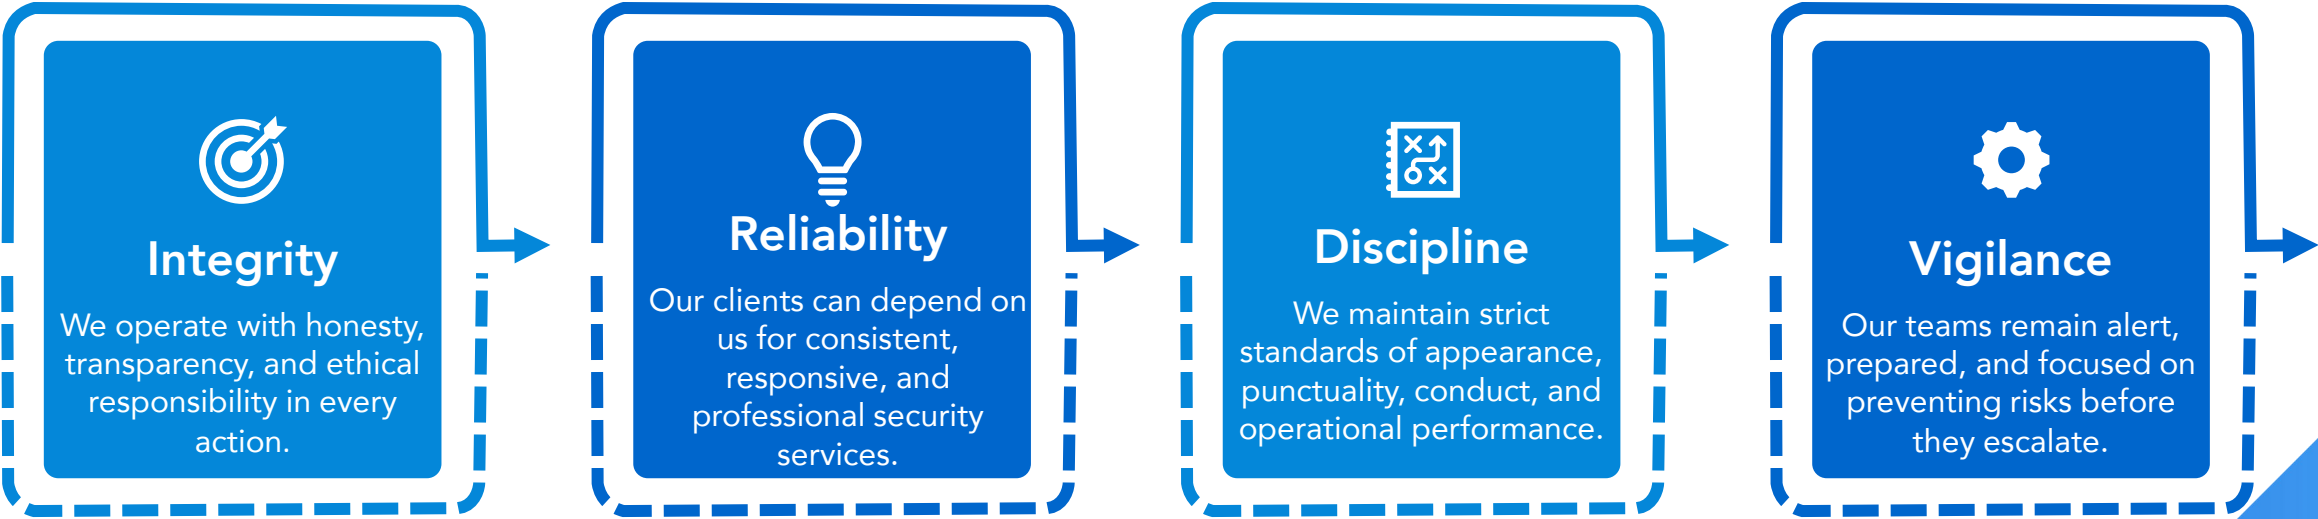 Integrity
We operate with honesty,
transparency, and ethical
responsibility in every
action.
Reliability
Our clients can depend on
us for consistent,
responsive, and
professional security
services.
Discipline
We maintain strict
standards of appearance,
punctuality, conduct, and
operational performance.
Vigilance
Our teams remain alert,
prepared, and focused on
preventing risks before
they escalate.